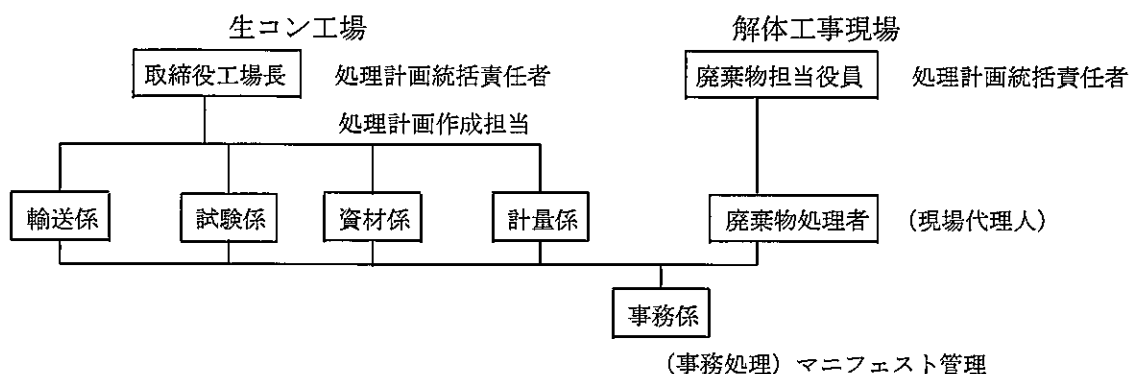 生コン工場 解体工事現場
取締役工場長 処理計画統括責任者 廃棄物担当役員 処理計画統括責任者
処理計画作成担当
輸送係 試験係 資材係 計量係 廃棄物処理者 (現場代理人)
事務係
(事務処理) マニフェスト管理